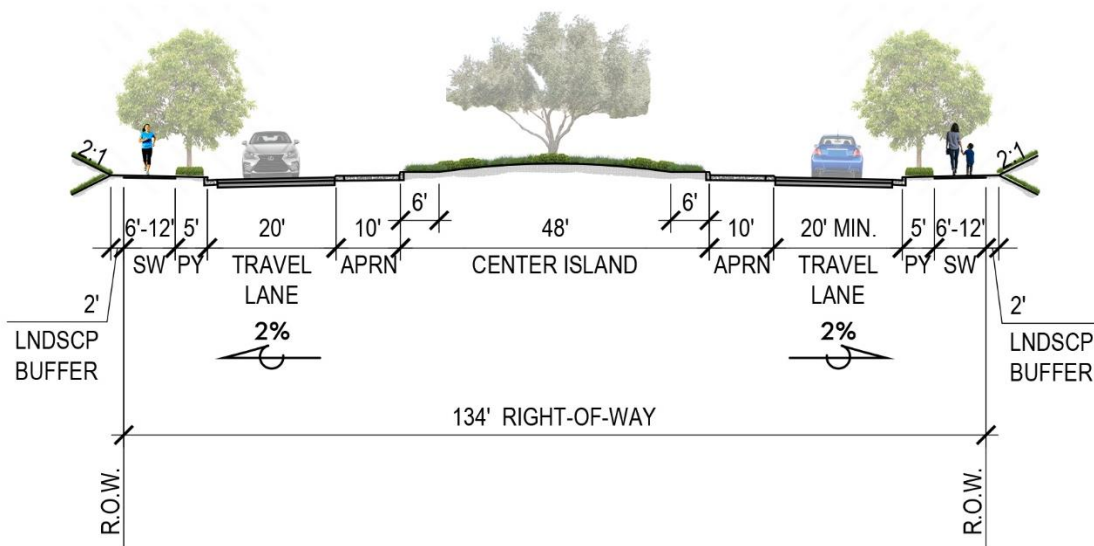 2:1
2:1
6' 6'
6'-12' 5' 20' 10' 48' 10' 20' MIN. 5' 6'-12'
SW PY TRAVEL APRN CENTER ISLAND APRN TRAVEL PY SW
LANE LANE
2' 2'
LNDSCP 2% 2% LNDSCP
BUFFER BUFFER
134' RIGHT-OF-WAY
R.O.W. R.O.W.